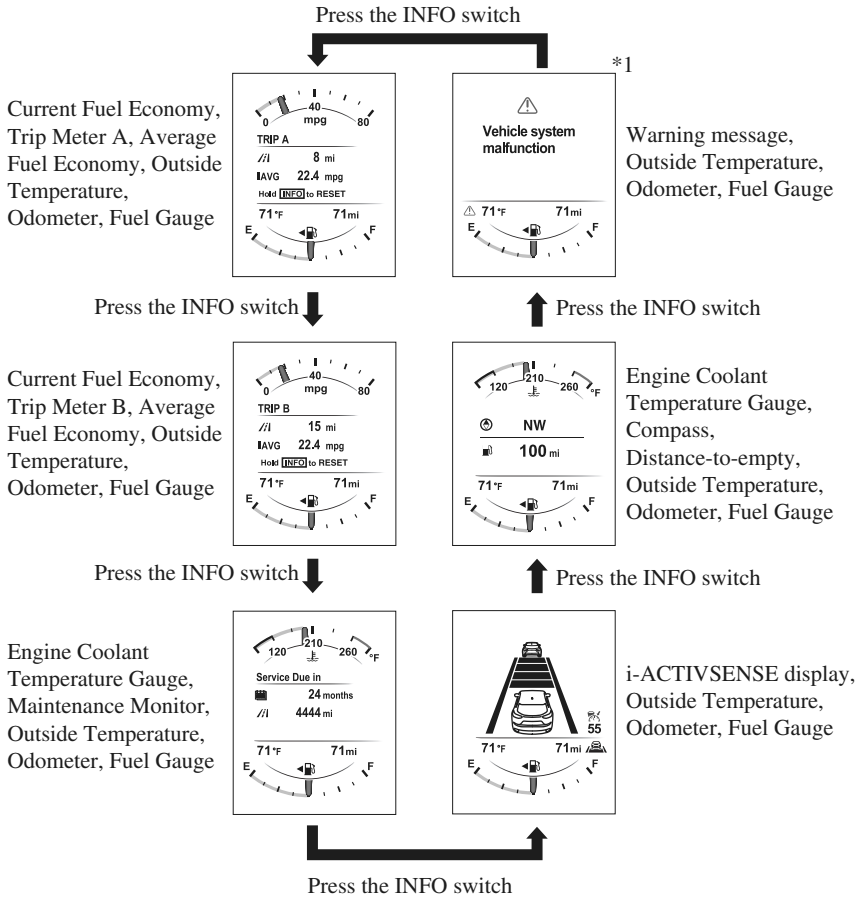 Press the INFO switch
Current Fuel Economy,
Trip Meter A, Average
Fuel Economy, Outside
Temperature,
Odometer, Fuel Gauge
0 40 80
mpg
TRIP A
8 mi
AVG 22.4 mpg
Hold INFO to RESET
71°F 71mi
E F
*1
Vehicle system
malfunction
71°F 71mi
E F
Warning message,
Outside Temperature,
Odometer, Fuel Gauge
Press the INFO switch
Press the INFO switch
Current Fuel Economy,
Trip Meter B, Average
Fuel Economy, Outside
Temperature,
Odometer, Fuel Gauge
0 40 80
mpg
TRIP B
15 mi
AVG 22.4 mpg
Hold INFO to RESET
71°F 71mi
E F
120 210 260 °F
NW
100 mi
71°F 71mi
E F
Engine Coolant
Temperature Gauge,
Compass,
Distance-to-empty,
Outside Temperature,
Odometer, Fuel Gauge
Press the INFO switch
Press the INFO switch
Engine Coolant
Temperature Gauge,
Maintenance Monitor,
Outside Temperature,
Odometer, Fuel Gauge
120 210 260 °F
Service Due in
24 months
4444 mi
71°F 71mi
E F
55
71°F 71mi
E F
i-ACTIVSENSE display,
Outside Temperature,
Odometer, Fuel Gauge
Press the INFO switch